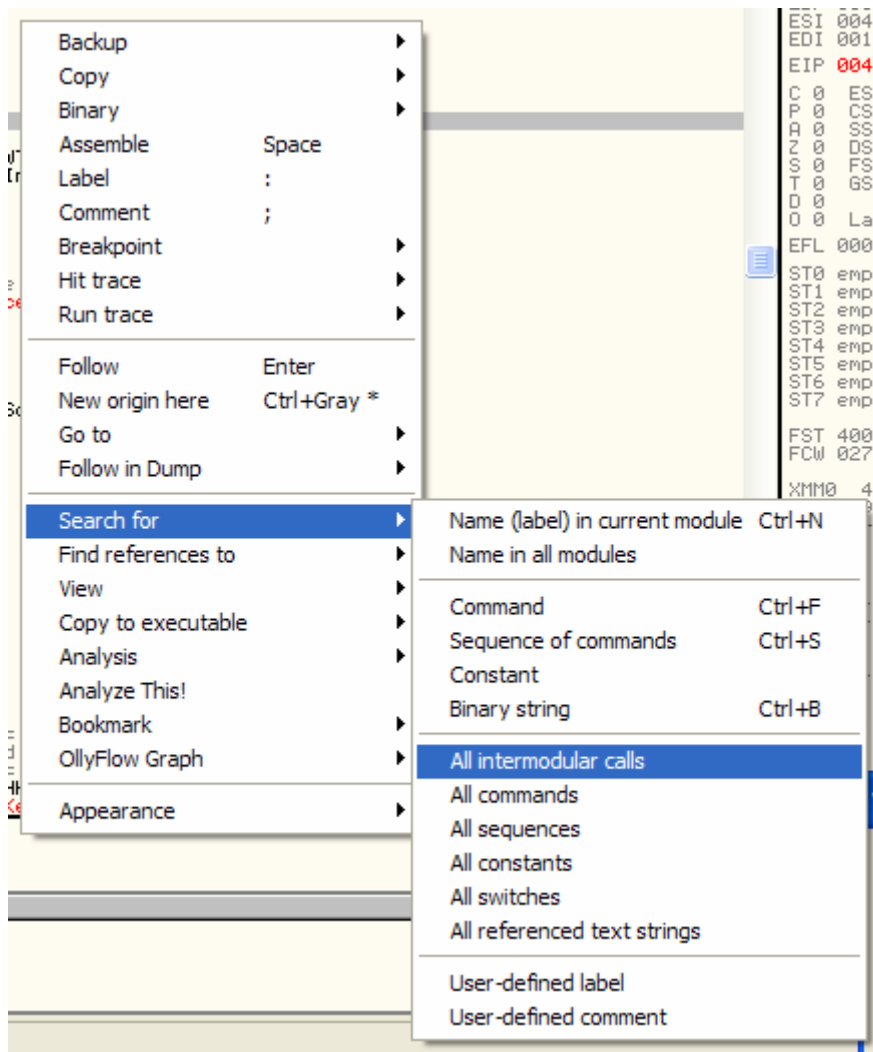 Backup
Copy
Binary
Assemble Space
Label :
Comment ;
Breakpoint
Hit trace
Run trace
Follow Enter
New origin here Ctrl+Gray *
Go to
Follow in Dump
Search for
Find references to
View
Copy to executable
Analysis
Analyze This!
Bookmark
OllyFlow Graph
Appearance
Name (label) in current module Ctrl+N
Name in all modules
Command Ctrl+F
Sequence of commands Ctrl+S
Constant
Binary string Ctrl+B
All intermodular calls
All commands
All sequences
All constants
All switches
All referenced text strings
User-defined label
User-defined comment
ESI 004
EDI 001
EIP 004
C 0 ES
P 0 CS
A 0 SS
Z 0 DS
S 0 FS
T 0 GS
D 0
O 0 La
EFL 000
ST0 emp
ST1 emp
ST2 emp
ST3 emp
ST4 emp
ST5 emp
ST6 emp
ST7 emp
FST 400
FCW 027
XMM0 4